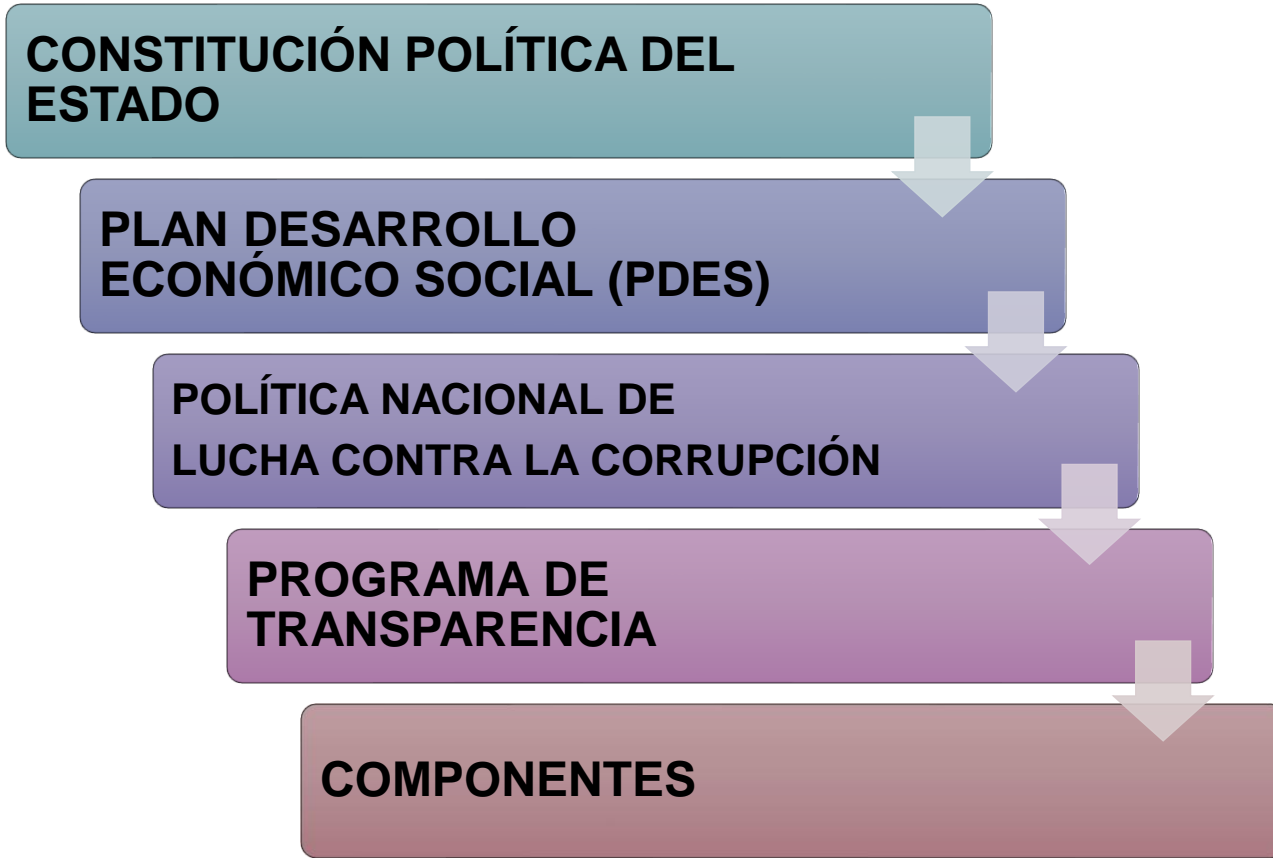 CONSTITUCIÓN POLÍTICA DEL
ESTADO
PLAN DESARROLLO
ECONÓMICO SOCIAL (PDES)
POLÍTICA NACIONAL DE
LUCHA CONTRA LA CORRUPCIÓN
PROGRAMA DE
TRANSPARENCIA
COMPONENTES